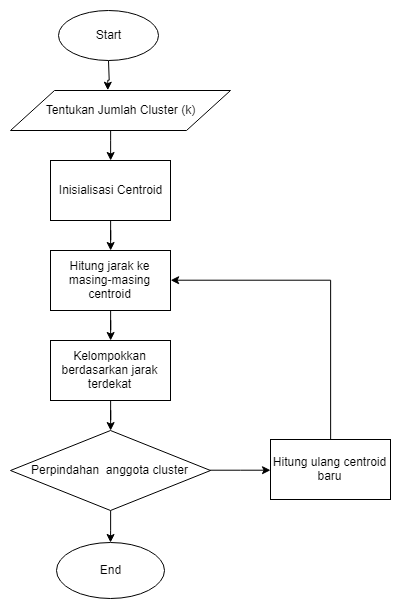 Start
Tentukan Jumlah Cluster (k)
Inisialisasi Centroid
Hitung jarak ke
masing-masing
centroid
Kelompokkan
berdasarkan jarak
terdekat
Perpindahan anggota cluster
Hitung ulang centroid
baru
End